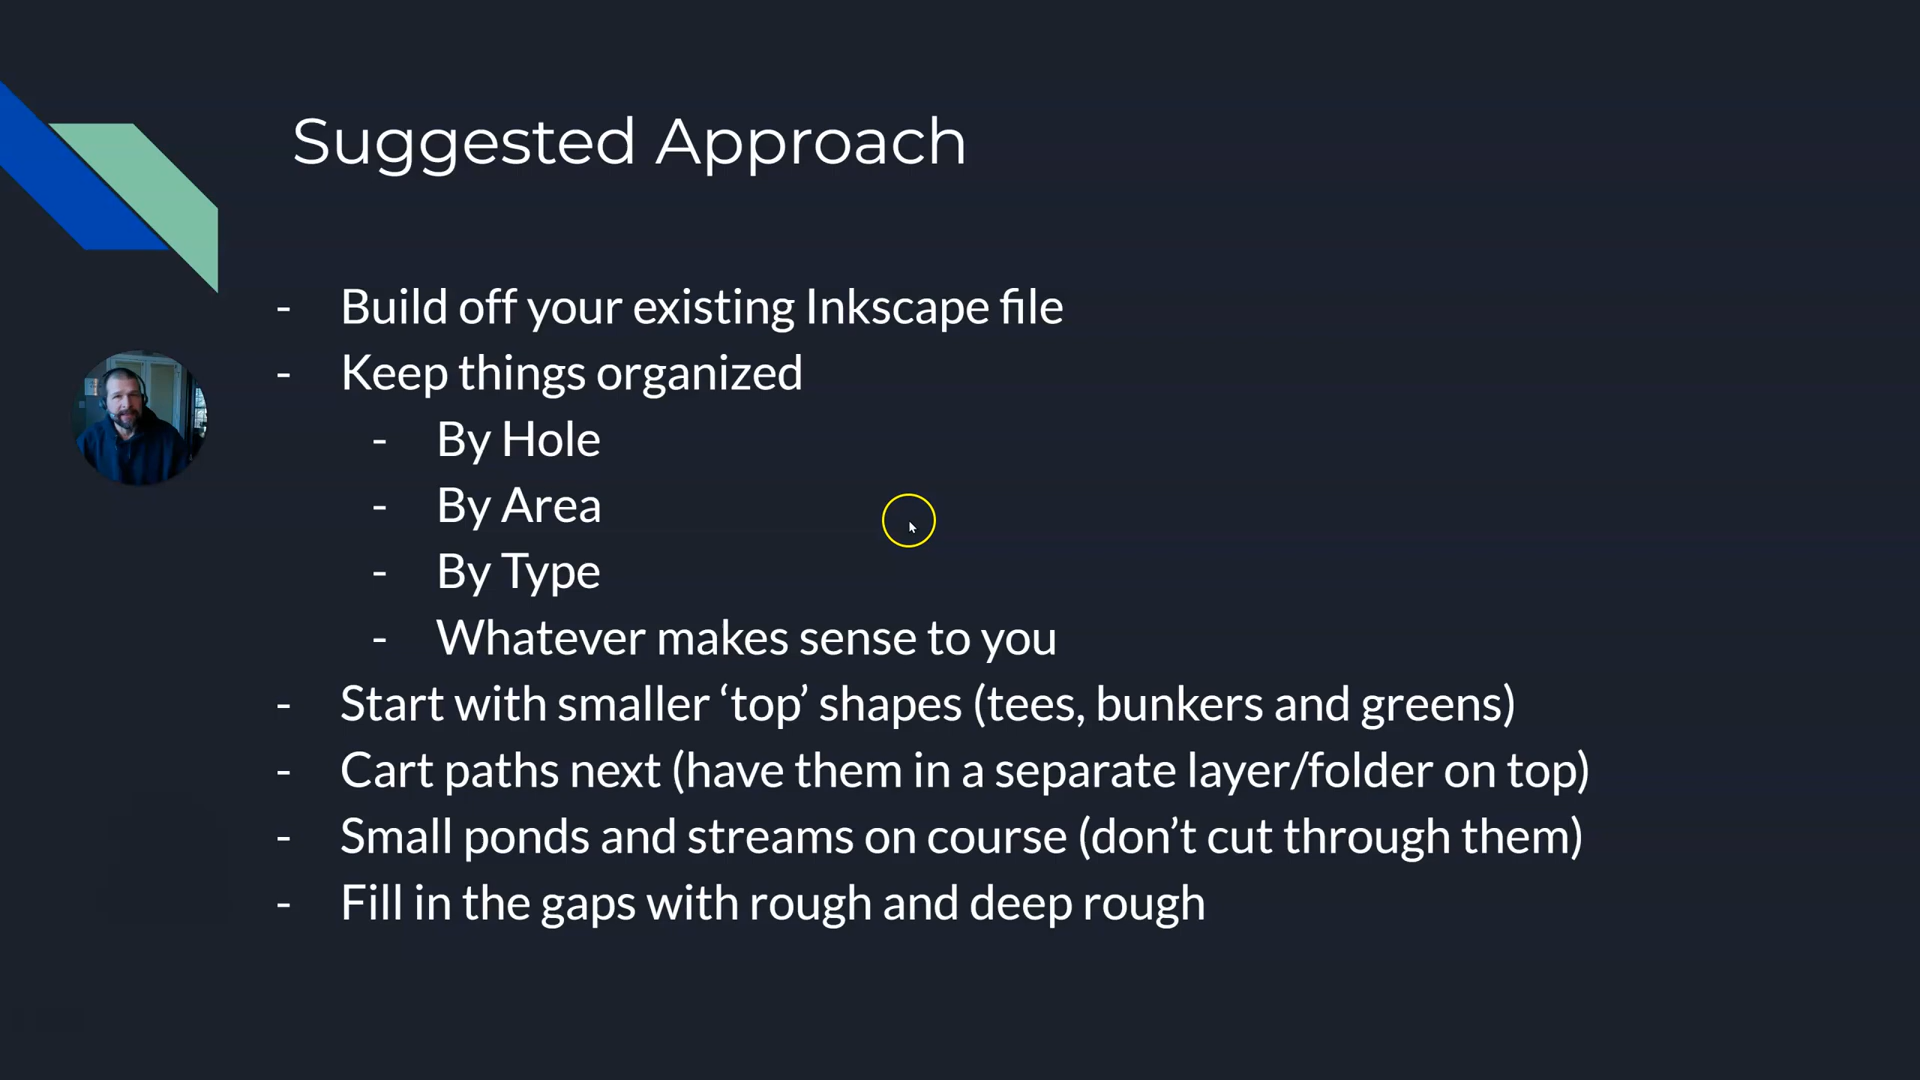 Suggested Approach
- Build off your existing Inkscape file
- Keep things organized
- By Hole
- By Area
- By Type
- Whatever makes sense to you
- Start with smaller ‘top’ shapes (tees, bunkers and greens)
- Cart paths next (have them in a separate layer/folder on top)
- Small ponds and streams on course (don’t cut through them)
- Fill in the gaps with rough and deep rough